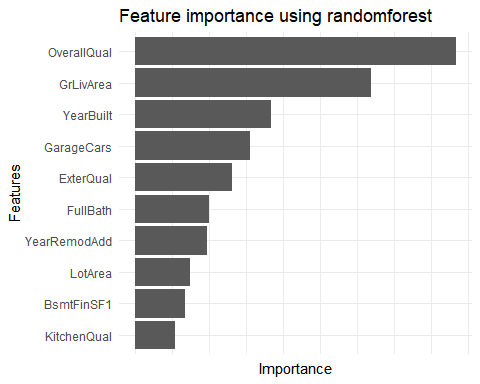 Feature importance using randomforest
OverallQual
GrLivArea
YearBuilt
GarageCars
ExterQual
FullBath
YearRemodAdd
LotArea
BsmtFinSF1
KitchenQual
Features
Importance